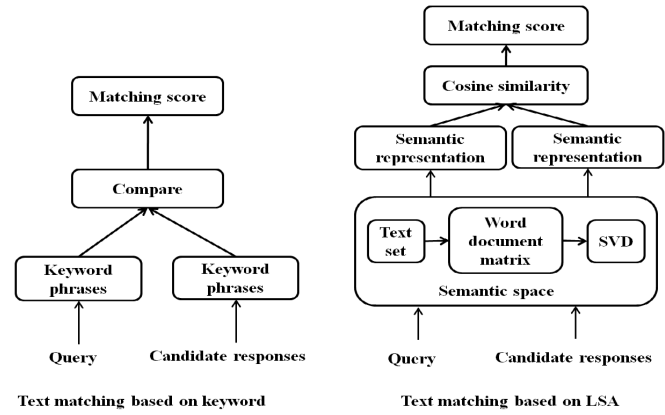 Matching score
Compare
Keyword
phrases
Keyword
phrases
Query
Candidate responses
Text matching based on keyword
Matching score
Cosine similarity
Semantic
representation
Semantic
representation
Text
set
Word
document
matrix
SVD
Semantic space
Query
Candidate responses
Text matching based on LSA